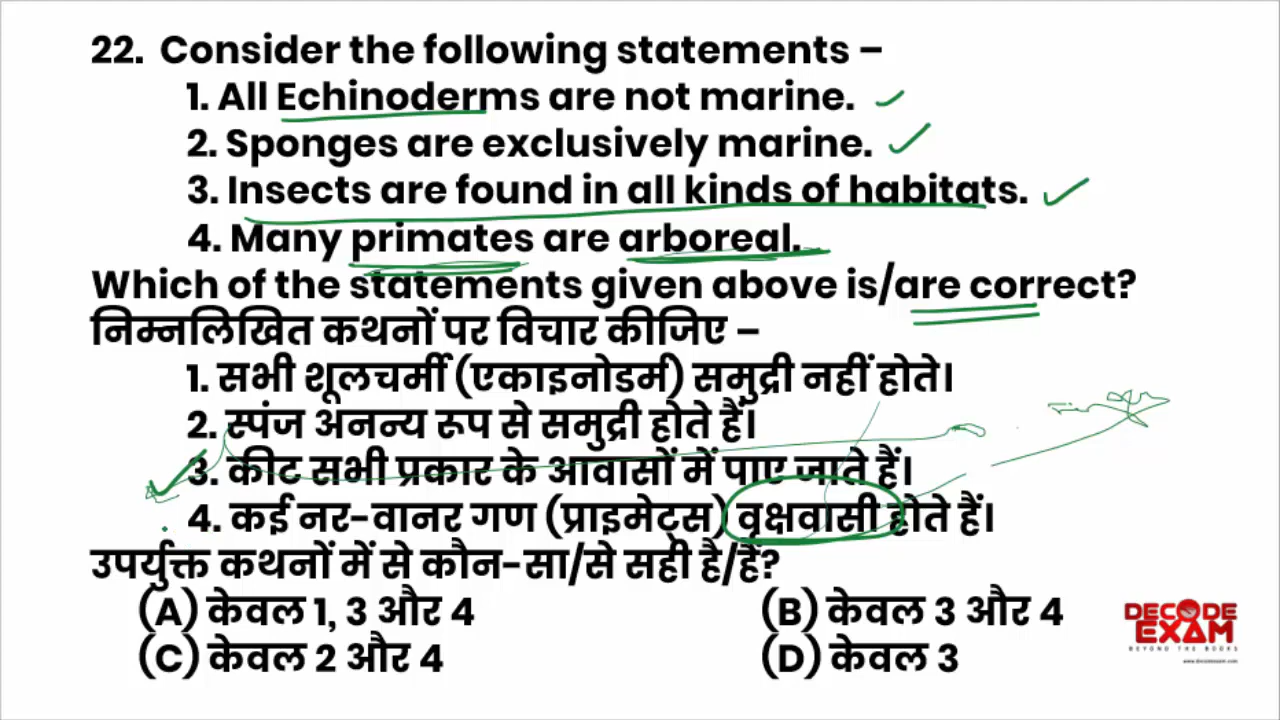 22. Consider the following statements –
1. All Echinoderms are not marine.
2. Sponges are exclusively marine.
3. Insects are found in all kinds of habitats.
4. Many primates are arboreal.
Which of the statements given above is/are correct?
निम्नलिखित कथनों पर विचार कीजिए –
1. सभी शूलचर्मी (एकाइनोडर्म) समुद्री नहीं होते।
2. स्पंज अनन्य रूप से समुद्री होते हैं।
3. कीट सभी प्रकार के आवासों में पाए जाते हैं।
4. कई नर-वानर गण (प्राइमेट्स) वृक्षवासी होते हैं।
उपर्युक्त कथनों में से कौन-सा/से सही है/हैं?
(A) केवल 1, 3 और 4 (B) केवल 3 और 4
(C) केवल 2 और 4 (D) केवल 3
DECODE
EXAM
BEYOND THE BOOKS
www.decodeexam.com